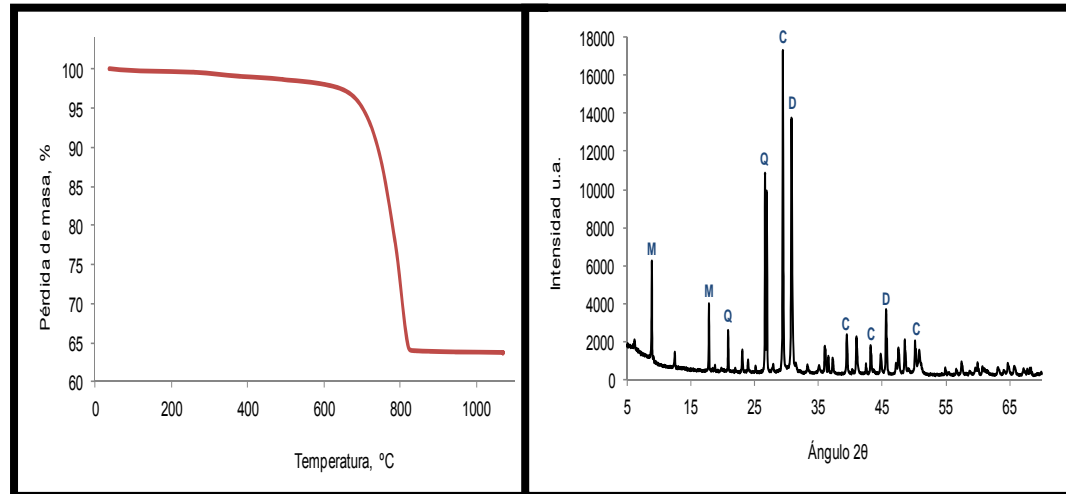 Pérdida de masa, %
100
95
90
85
80
75
70
65
60
0
200
400
600
800
1000
Temperatura, ºC
Intensidad u.a.
18000
16000
14000
12000
10000
8000
6000
4000
2000
0
C
D
Q
M
M
Q
C
C
D
C
5
15
25
35
45
55
65
Ángulo 2θ